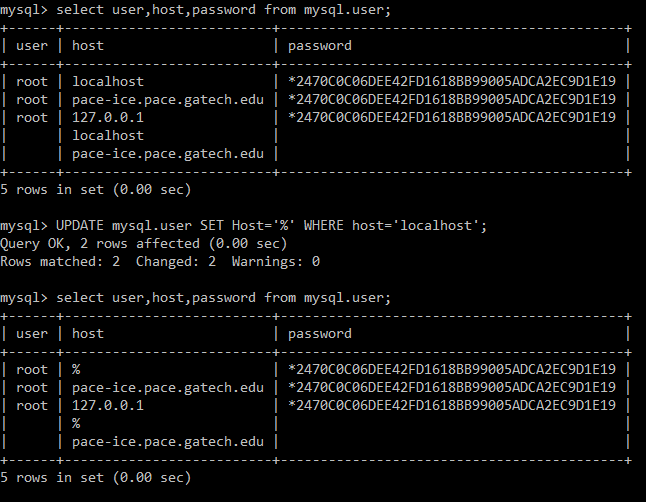 mysql> select user,host,password from mysql.user;
+------+-------------------------+-------------------------------------------+
| user | host                    | password                                  |
+------+-------------------------+-------------------------------------------+
| root | localhost               | *2470C0C06DEE42FD1618BB99005ADCA2EC9D1E19 |
| root | pace-ice.pace.gatech.edu | *2470C0C06DEE42FD1618BB99005ADCA2EC9D1E19 |
| root | 127.0.0.1               | *2470C0C06DEE42FD1618BB99005ADCA2EC9D1E19 |
|      | localhost               |                                           |
|      | pace-ice.pace.gatech.edu |                                           |
+------+-------------------------+-------------------------------------------+
5 rows in set (0.00 sec)
mysql> UPDATE mysql.user SET Host='%' WHERE host='localhost';
Query OK, 2 rows affected (0.00 sec)
Rows matched: 2  Changed: 2  Warnings: 0
mysql> select user,host,password from mysql.user;
+------+-------------------------+-------------------------------------------+
| user | host                    | password                                  |
+------+-------------------------+-------------------------------------------+
| root | %                       | *2470C0C06DEE42FD1618BB99005ADCA2EC9D1E19 |
| root | pace-ice.pace.gatech.edu | *2470C0C06DEE42FD1618BB99005ADCA2EC9D1E19 |
| root | 127.0.0.1               | *2470C0C06DEE42FD1618BB99005ADCA2EC9D1E19 |
|      | %                       |                                           |
|      | pace-ice.pace.gatech.edu |                                           |
+------+-------------------------+-------------------------------------------+
5 rows in set (0.00 sec)